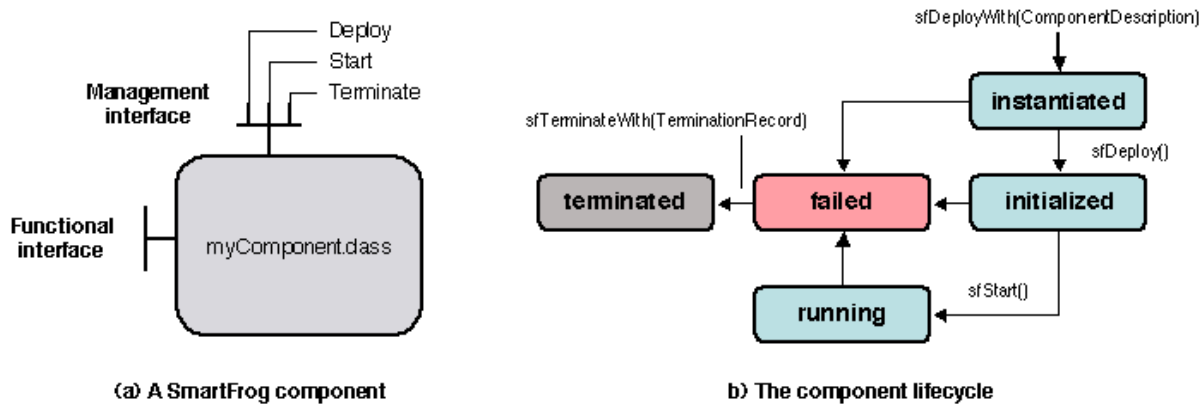 Deploy
Start
Terminate
Management
interface
Functional
interface
myComponent.class
(a) A SmartFrog component
sfDeployWith(ComponentDescription)
instantiated
sfTerminateWith(TerminationRecord)
sfDeploy()
terminated
failed
initialized
sfStart()
running
b) The component lifecycle